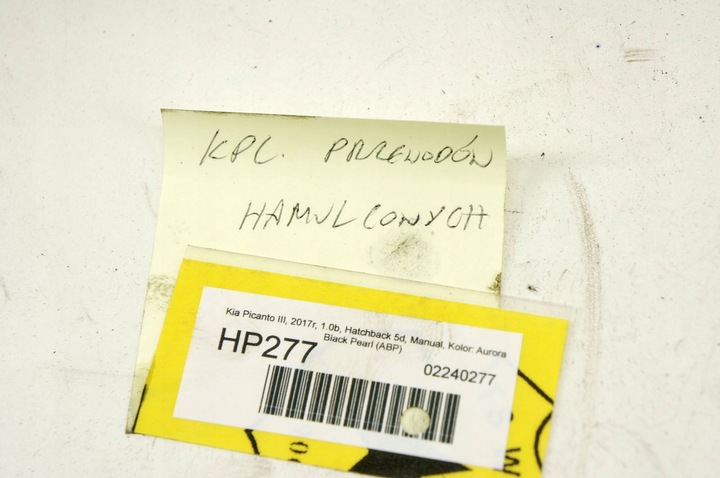 KPL. PRZEWODÓW
HAMULCOWYCH
Kia Picanto III, 2017r, 1.0b, Hatchback 5d, Manual, Kolor: Aurora
Black Pearl (ABP)
HP277
02240277